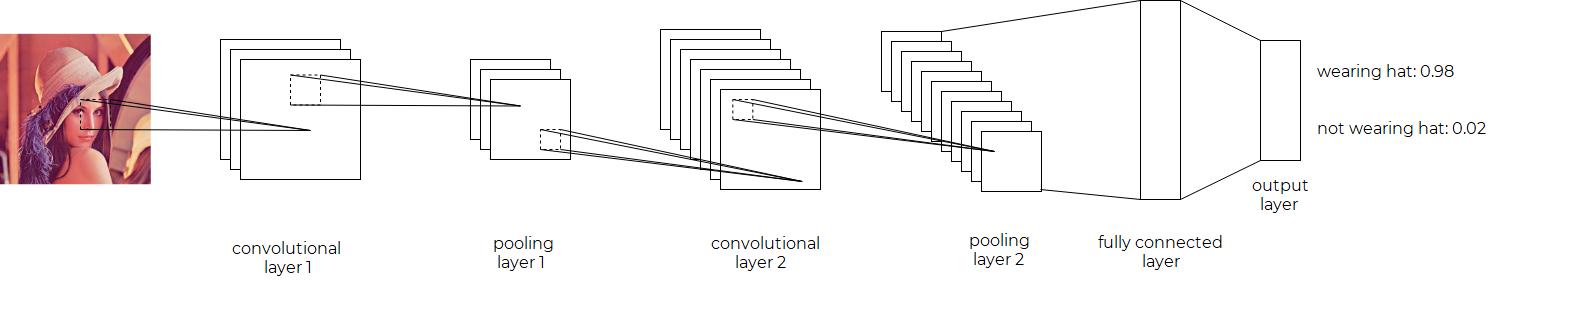 wearing hat: 0.98
not wearing hat: 0.02
output
layer
convolutional
layer 1
pooling
layer 1
convolutional
layer 2
pooling
layer 2
fully connected
layer